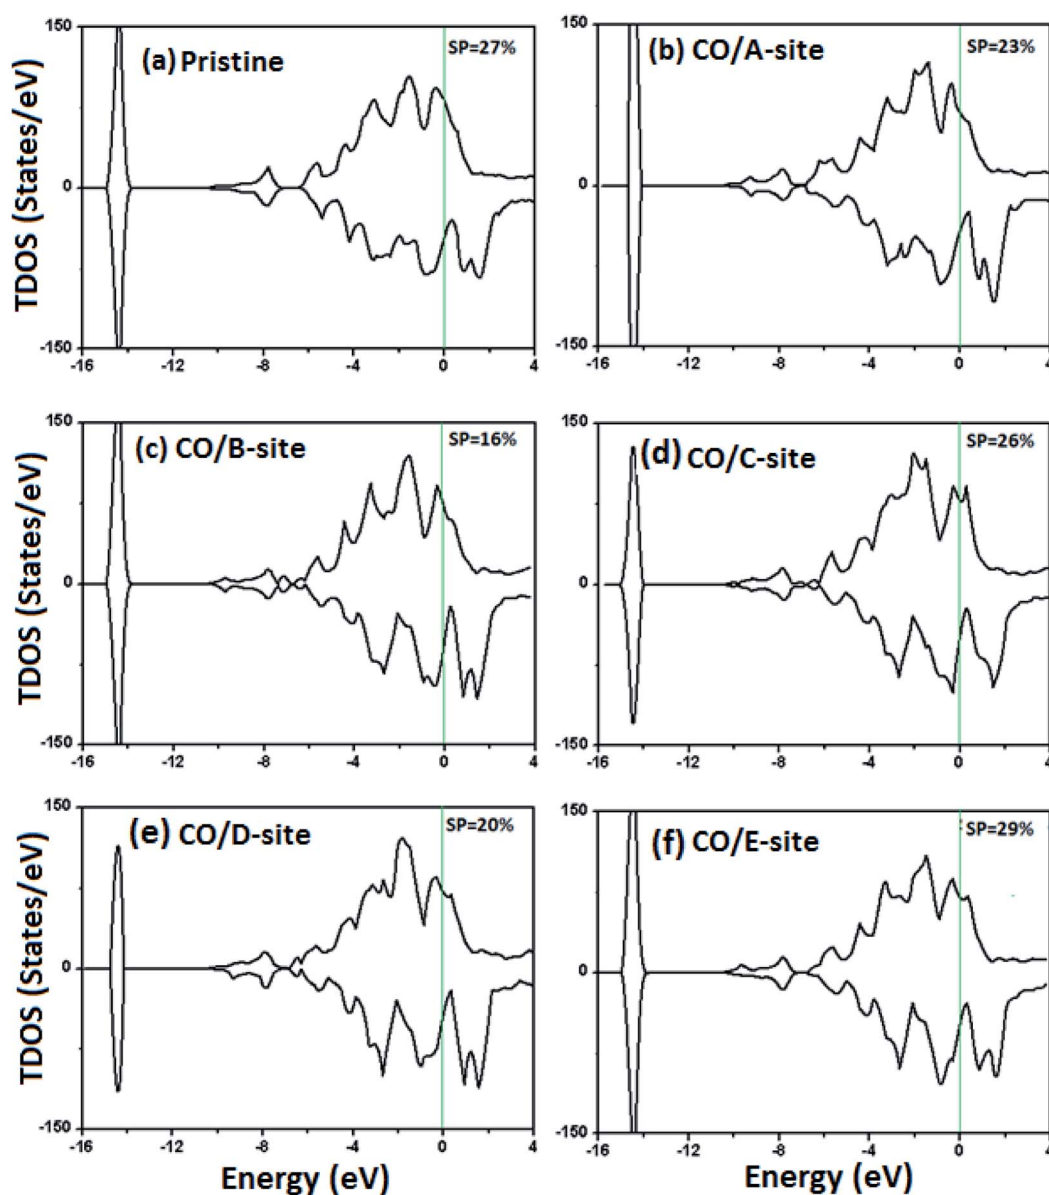 TDOS (States/eV)
150
0
-150
(a) Pristine
SP=27%
-16 -12 -8 -4 0 4
(b) CO/A-site
SP=23%
150
0
-150
-16 -12 -8 -4 0 4
TDOS (States/eV)
150
0
-150
(c) CO/B-site
SP=16%
-16 -12 -8 -4 0 4
(d) CO/C-site
SP=26%
150
0
-150
-16 -12 -8 -4 0 4
TDOS (States/eV)
150
0
-150
(e) CO/D-site
SP=20%
-16 -12 -8 -4 0 4
Energy (eV)
(f) CO/E-site
SP=29%
150
0
-150
-16 -12 -8 -4 0 4
Energy (eV)